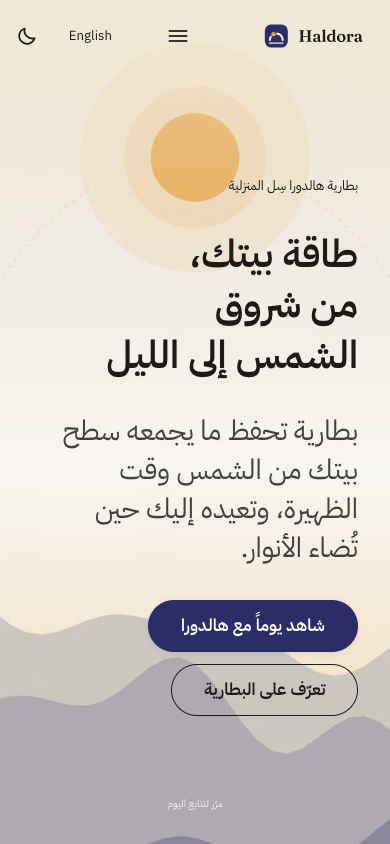 Haldora
English
بطارية هالدورا سِل المنزلية
طاقة بيتك،
من شروق
الشمس إلى الليل
بطارية تحفظ ما يجمعه سطح
بيتك من الشمس وقت
الظهيرة، وتعيده إليك حين
تُضاء الأنوار.
شاهد يوماً مع هالدورا
تعرّف على البطارية
مرّر لتتابع اليوم